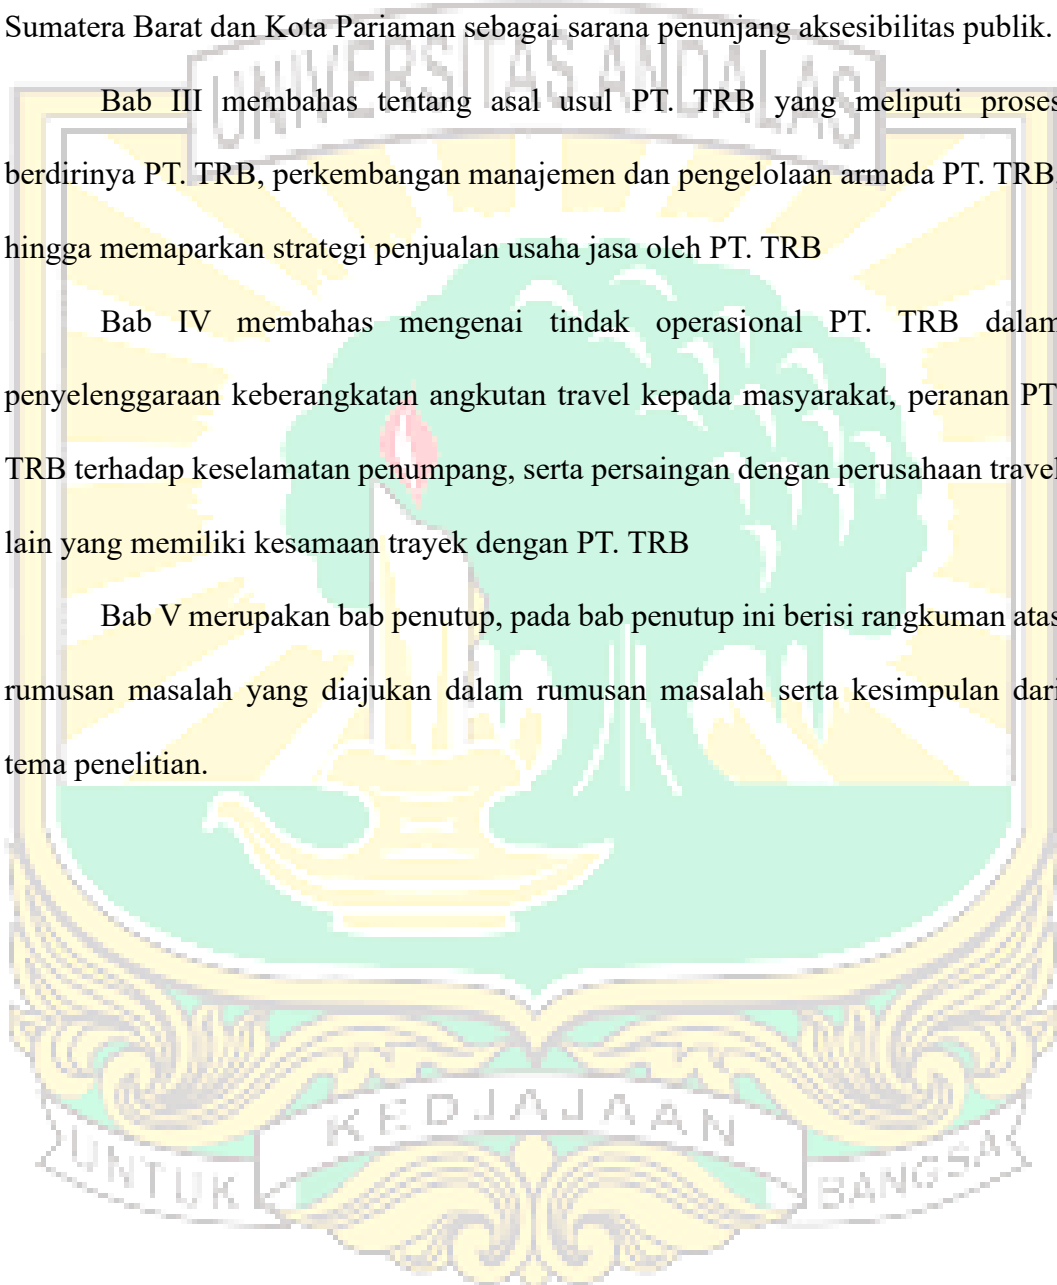 Sumatera Barat dan Kota Pariaman sebagai sarana penunjang aksesibilitas publik.
Bab III membahas tentang asal usul PT. TRB yang meliputi proses
berdirinya PT. TRB, perkembangan manajemen dan pengelolaan armada PT. TRB,
hingga memaparkan strategi penjualan usaha jasa oleh PT. TRB
Bab IV membahas mengenai tindak operasional PT. TRB dalam
penyelenggaraan keberangkatan angkutan travel kepada masyarakat, peranan PT
TRB terhadap keselamatan penumpang, serta persaingan dengan perusahaan travel
lain yang memiliki kesamaan trayek dengan PT. TRB
Bab V merupakan bab penutup, pada bab penutup ini berisi rangkuman atas
rumusan masalah yang diajukan dalam rumusan masalah serta kesimpulan dari
tema penelitian.
UNIVERSITAS ANDALAS
UNTUK KEDJAJAAN BANGSA